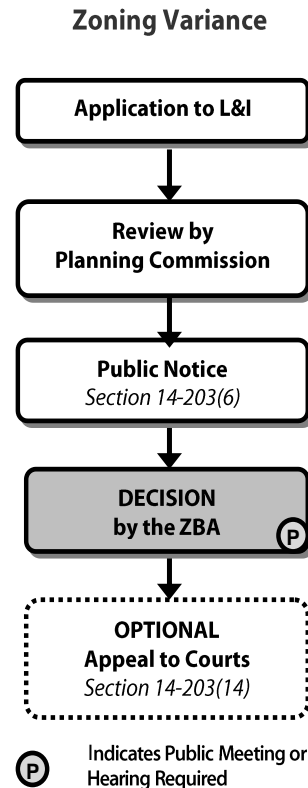 Zoning Variance
Application to L&I
Review by
Planning Commission
Public Notice
Section 14-203(6)
DECISION
by the ZBA
P
OPTIONAL
Appeal to Courts
Section 14-203(14)
P
Indicates Public Meeting or
Hearing Required